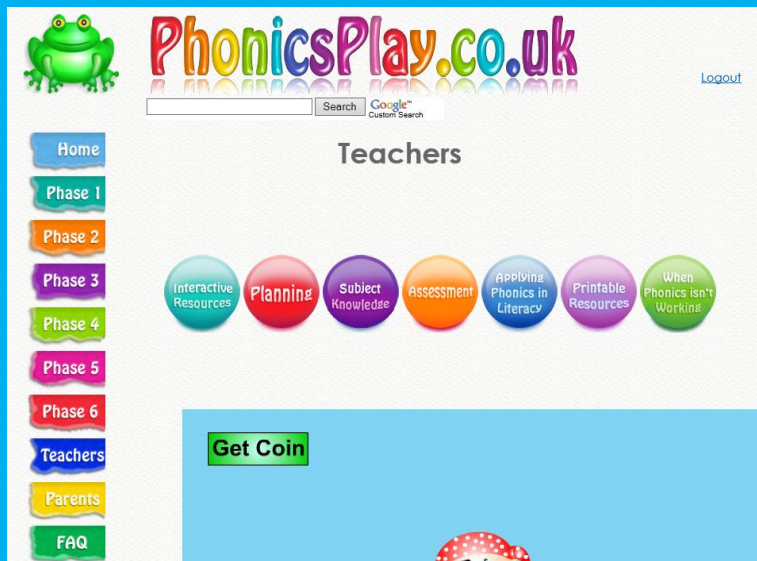 PhonicsPlay.co.uk
Logout
Search Google™
Custom Search
Teachers
Home
Phase 1
Phase 2
Phase 3
Phase 4
Phase 5
Phase 6
Teachers
Parents
FAQ
Interactive
Resources
Planning
Subject
Knowledge
Assessment
Applying
Phonics in
Literacy
Printable
Resources
When
Phonics isn't
Working
Get Coin